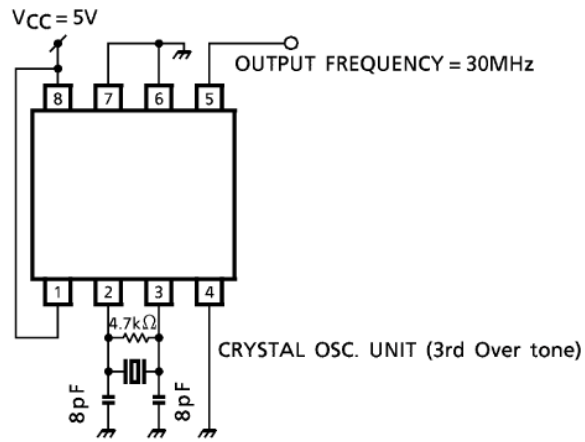 VCC = 5V
8 7 6 5
OUTPUT FREQUENCY = 30MHz
1 2 3 4
4.7kΩ
CRYSTAL OSC. UNIT (3rd Over tone)
8pF 8pF